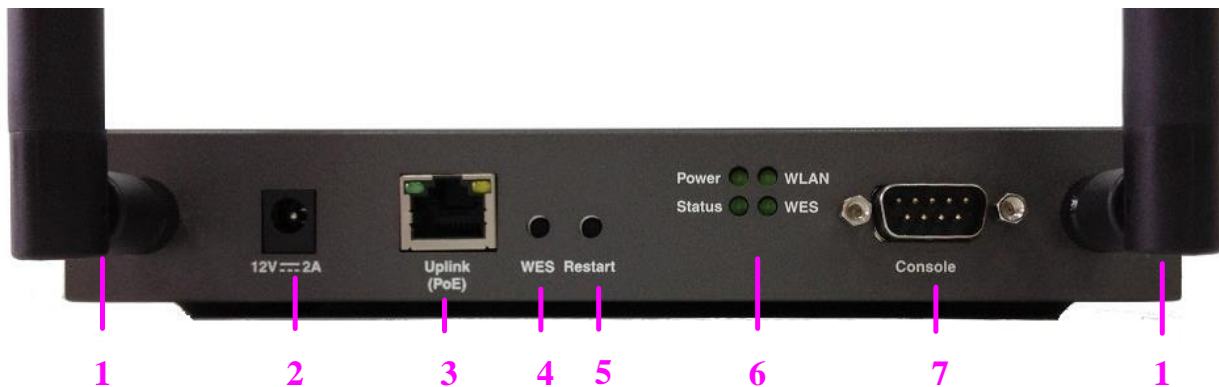 Power WLAN
Status WES
12V⎓2A
Uplink
(PoE)
WES Restart
Console
1 2 3 4 5 6 7 1